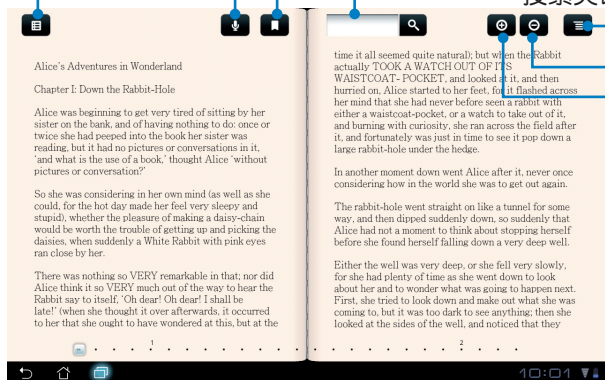 Alice's Adventures in Wonderland
Chapter I: Down the Rabbit-Hole
Alice was beginning to get very tired of sitting by her
sister on the bank, and of having nothing to do: once or
twice she had peeped into the book her sister was
reading, but it had no pictures or conversations in it,
'and what is the use of a book,' thought Alice 'without
pictures or conversation?'
So she was considering in her own mind (as well as she
could, for the hot day made her feel very sleepy and
stupid), whether the pleasure of making a daisy-chain
would be worth the trouble of getting up and picking the
daisies, when suddenly a White Rabbit with pink eyes
ran close by her.
There was nothing so VERY remarkable in that; nor did
Alice think it so VERY much out of the way to hear the
Rabbit say to itself, 'Oh dear! Oh dear! I shall be
late!' (when she thought it over afterwards, it occurred
to her that she ought to have wondered at this, but at the
1
time it all seemed quite natural); but when the Rabbit
actually TOOK A WATCH OUT OF ITS
WAISTCOAT- POCKET, and looked at it, and then
hurried on, Alice started to her feet, for it flashed across
her mind that she had never before seen a rabbit with
either a waistcoat-pocket, or a watch to take out of it,
and burning with curiosity, she ran across the field after
it, and fortunately was just in time to see it pop down a
large rabbit-hole under the hedge.
In another moment down went Alice after it, never once
considering how in the world she was to get out again.
The rabbit-hole went straight on like a tunnel for some
way, and then dipped suddenly down, so suddenly that
Alice had not a moment to think about stopping herself
before she found herself falling down a very deep well.
Either the well was very deep, or she fell very slowly,
for she had plenty of time as she went down to look
about her and to wonder what was going to happen next.
First, she tried to look down and make out what she was
coming to, but it was too dark to see anything; then she
looked at the sides of the well, and noticed that they
2
10:01